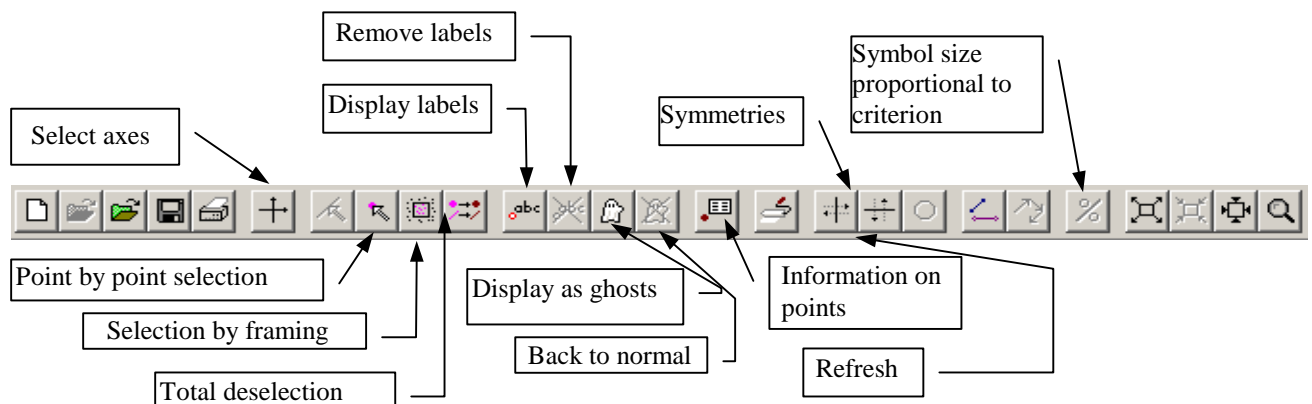 Remove labels
Symbol size
proportional to
criterion
Display labels
Symmetries
Select axes
abc
abc
%
Point by point selection
Display as ghosts
Information on
points
Selection by framing
Back to normal
Refresh
Total deselection